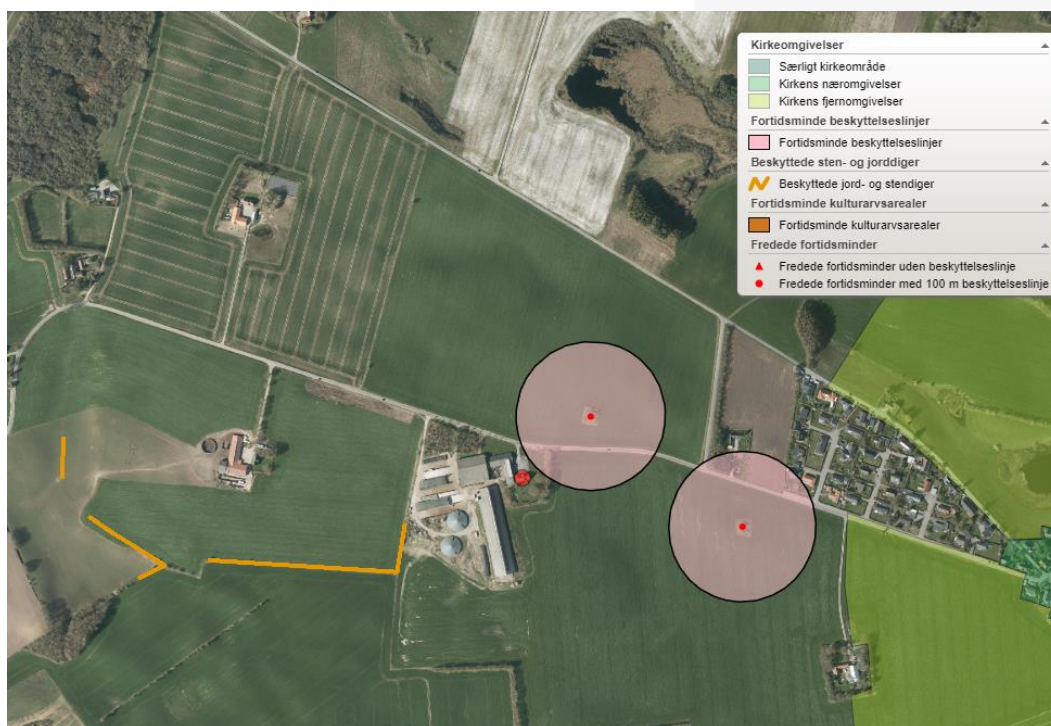 Kirkeomgivelser
Særligt kirkeområde
Kirkens næromgivelser
Kirkens fjernomgivelser
Fortidsminde beskyttelseslinjer
Fortidsminde beskyttelseslinjer
Beskyttede sten- og jorddiger
Beskyttede jord- og stendiger
Fortidsminde kulturarvsarealer
Fortidsminde kulturarvsarealer
Fredede fortidsminder
Fredede fortidsminder uden beskyttelseslinje
Fredede fortidsminder med 100 m beskyttelseslinje